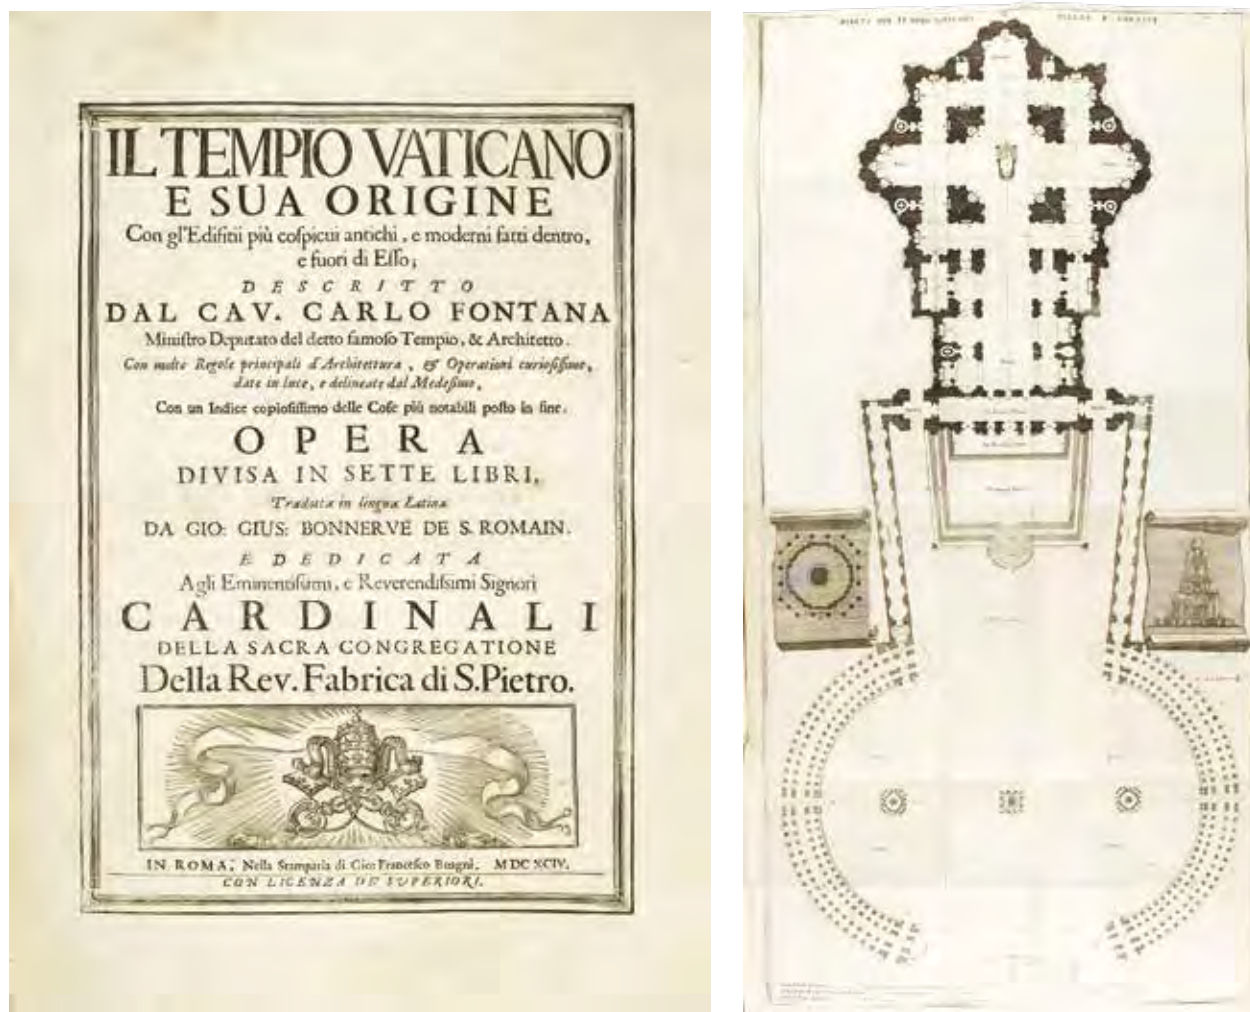 IL TEMPIO VATICANO
E SUA ORIGINE
Con gl'Edifitii più coſpicui antichi, e moderni fatti dentro,
e fuori di Eſſo;
DESCRITTO
DAL CAV. CARLO FONTANA
Miniſtro Deputato del detto famoſo Tempio, & Architetto.
Con molte Regole principali d'Architettura, & Operationi curioſiſſime,
date in luce, e delineate dal Medeſimo,
Con un Indice copioſiſſimo delle Coſe più notabili poſto in fine.
OPERA
DIVISA IN SETTE LIBRI,
Tradotta in lingua Latina
DA GIO: GIUS: BONNERVE DE S. ROMAIN.
E DEDICATA
Agli Eminentiſſimi, e Reverendiſſimi Signori
CARDINALI
DELLA SACRA CONGREGATIONE
Della Rev. Fabrica di S. Pietro.
IN ROMA, Nella Stamparia di Gio: Franceſco Buagni. MDCXCIV.
CON LICENZA DE' SUPERIORI.